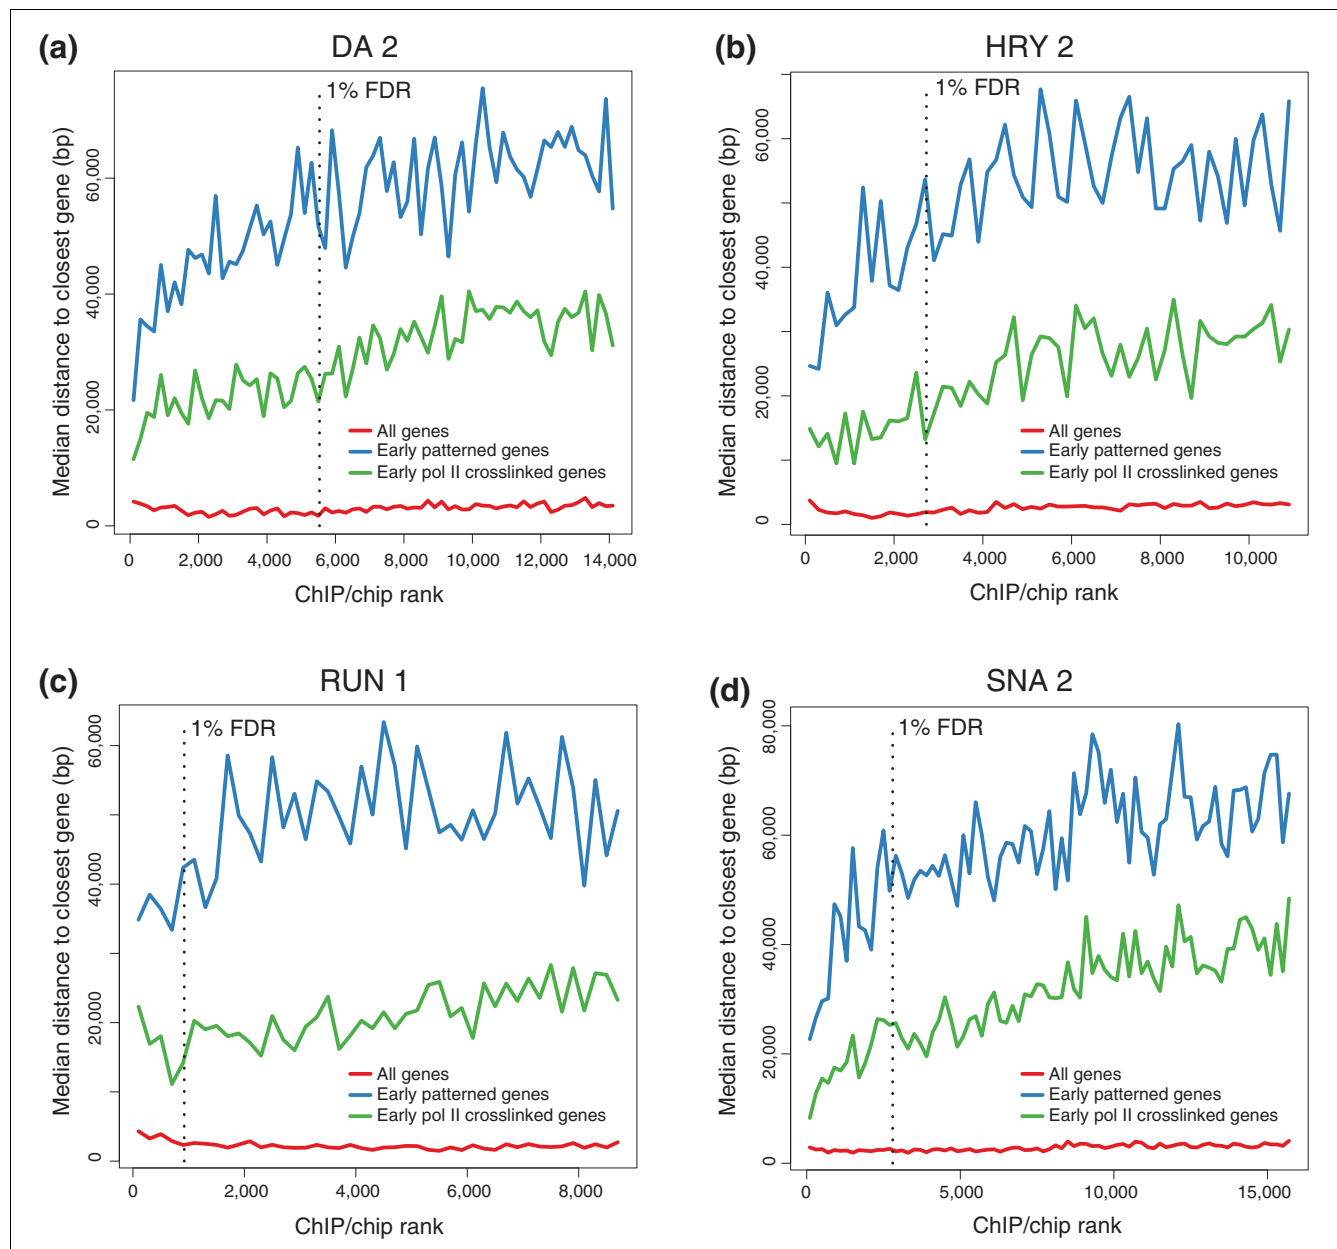 (a)
DA 2
1% FDR
Median distance to closest gene (bp)
60,000
40,000
20,000
0
All genes
Early patterned genes
Early pol II crosslinked genes
0 2,000 4,000 6,000 8,000 10,000 12,000 14,000
ChIP/chip rank
(b)
HRY 2
1% FDR
Median distance to closest gene (bp)
60,000
40,000
20,000
0
All genes
Early patterned genes
Early pol II crosslinked genes
0 2,000 4,000 6,000 8,000 10,000
ChIP/chip rank
(c)
RUN 1
1% FDR
Median distance to closest gene (bp)
60,000
40,000
20,000
0
All genes
Early patterned genes
Early pol II crosslinked genes
0 2,000 4,000 6,000 8,000
ChIP/chip rank
(d)
SNA 2
1% FDR
Median distance to closest gene (bp)
80,000
60,000
40,000
20,000
0
All genes
Early patterned genes
Early pol II crosslinked genes
0 5,000 10,000 15,000
ChIP/chip rank